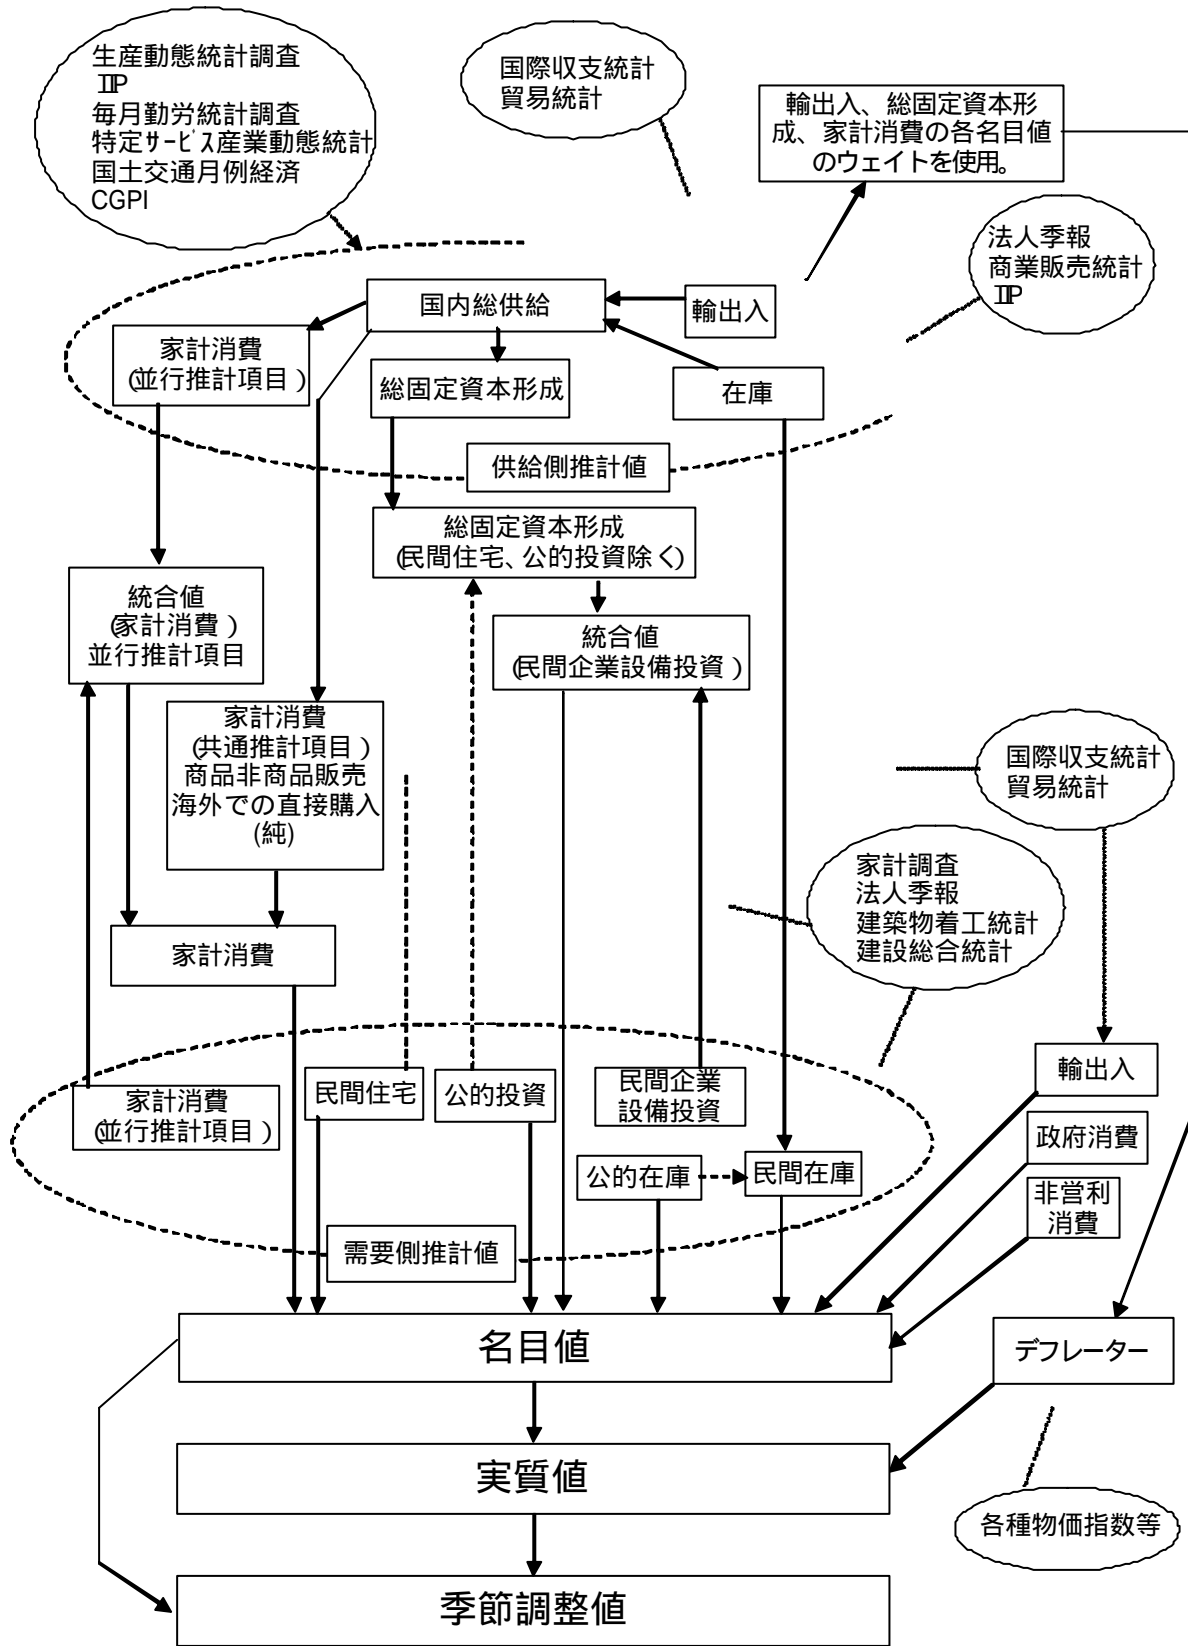 生産動態統計調査
IIP
毎月勤労統計調査
特定サービス産業動態統計
国土交通月例経済
CGPI
国際収支統計
貿易統計
輸出入、総固定資本形
成、家計消費の各名目値
のウェイトを使用。
法人季報
商業販売統計
IIP
国内総供給
輸出入
家計消費
(並行推計項目)
総固定資本形成
在庫
供給側推計値
総固定資本形成
(民間住宅、公的投資除く)
統合値
(家計消費)
並行推計項目
統合値
(民間企業設備投資)
家計消費
(共通推計項目)
商品非商品販売
海外での直接購入
(純)
国際収支統計
貿易統計
家計調査
法人季報
建築物着工統計
建設総合統計
家計消費
輸出入
家計消費
(並行推計項目)
民間住宅
公的投資
民間企業
設備投資
政府消費
公的在庫
民間在庫
非営利
消費
需要側推計値
名目値
デフレーター
実質値
各種物価指数等
季節調整値